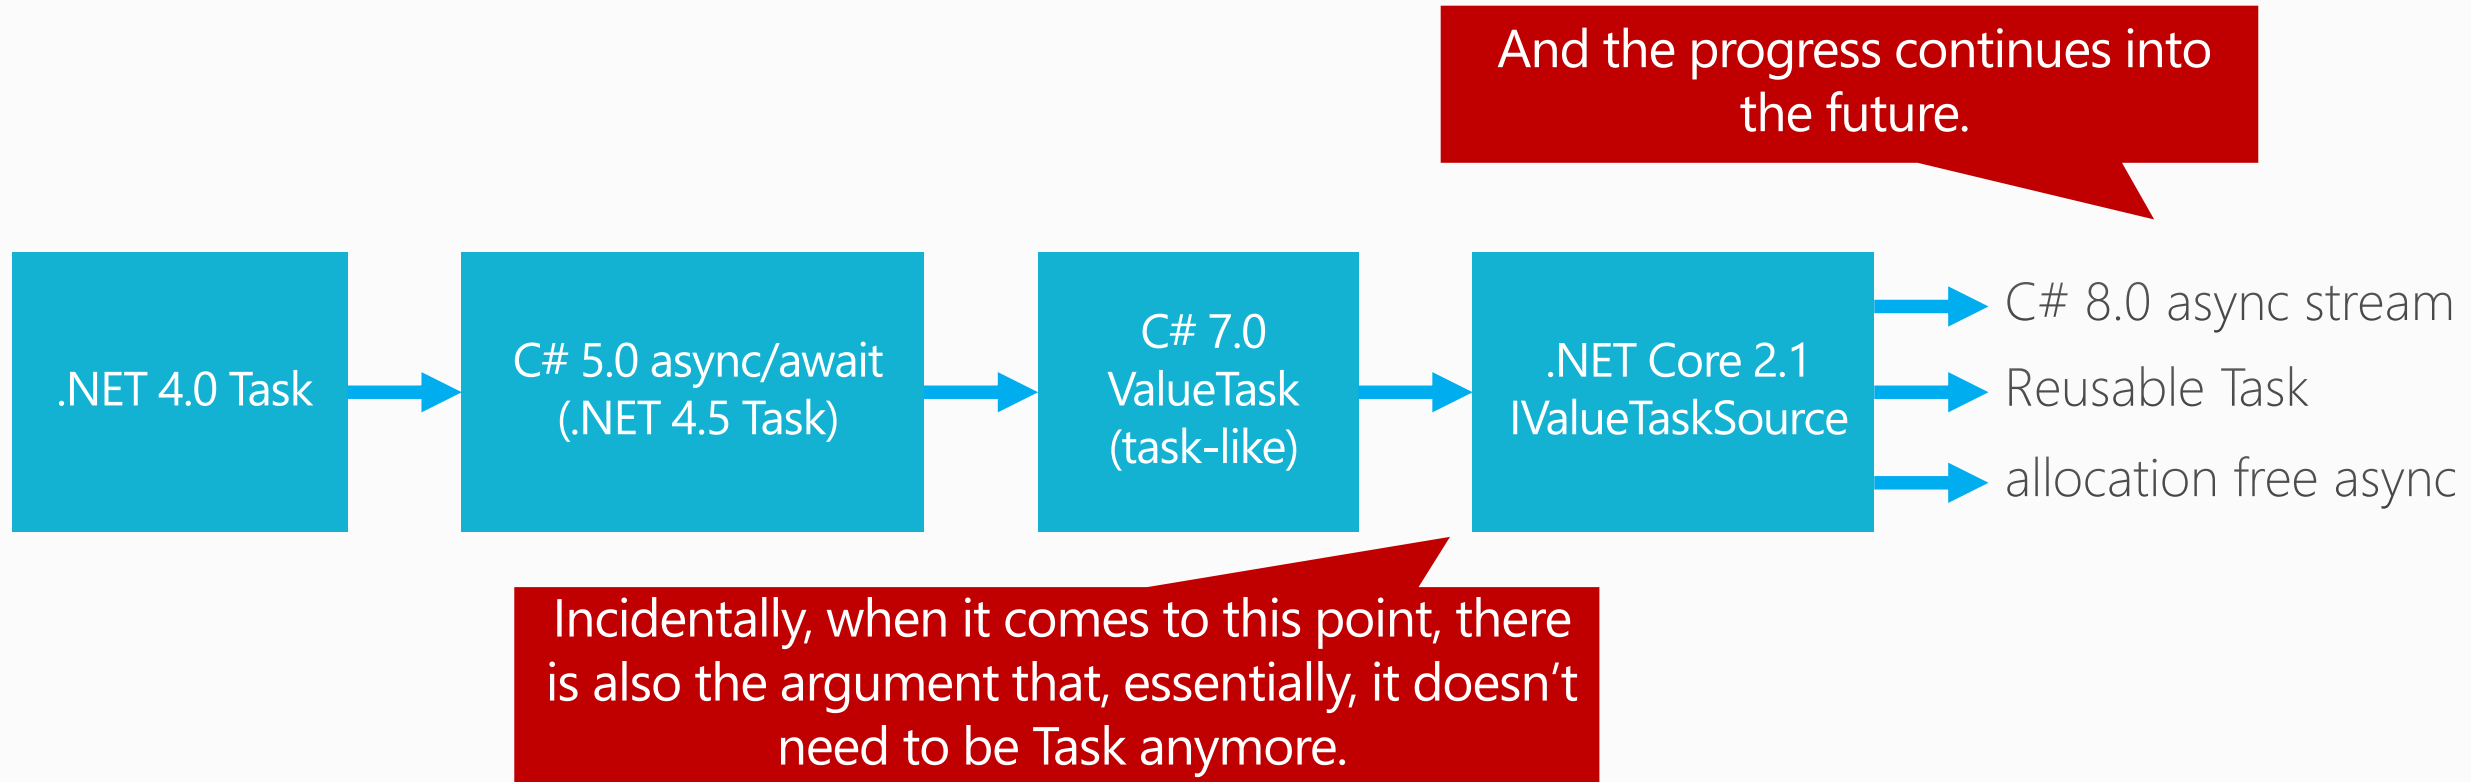 And the progress continues into
the future.
.NET 4.0 Task
C# 5.0 async/await
(.NET 4.5 Task)
C# 7.0
ValueTask
(task-like)
.NET Core 2.1
IValueTaskSource
C# 8.0 async stream
Reusable Task
allocation free async
Incidentally, when it comes to this point, there
is also the argument that, essentially, it doesn’t
need to be Task anymore.